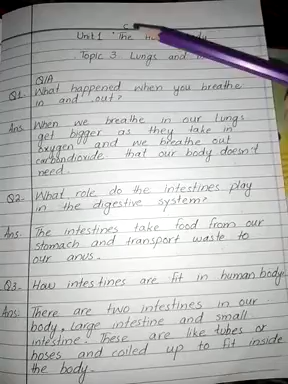 C
Unit 1 The body
Topic 3 Lungs and
Q/A
Q1. What happened when you breathe
in and out?
Ans When we breathe in our lungs
get bigger as they take in
oxygen and we breathe out
carbondioxide that our body doesn't
need.
Q2- What role do the intestines play
in the digestive system?
Ans: The intestines take food from our
stomach and transport waste to
our anus.
Q3- How intestines are fit in human body.
Ans: There are two intestines in our
body, large intestine and small
intestine. These are like tubes or
hoses and coiled up to fit inside
the body.